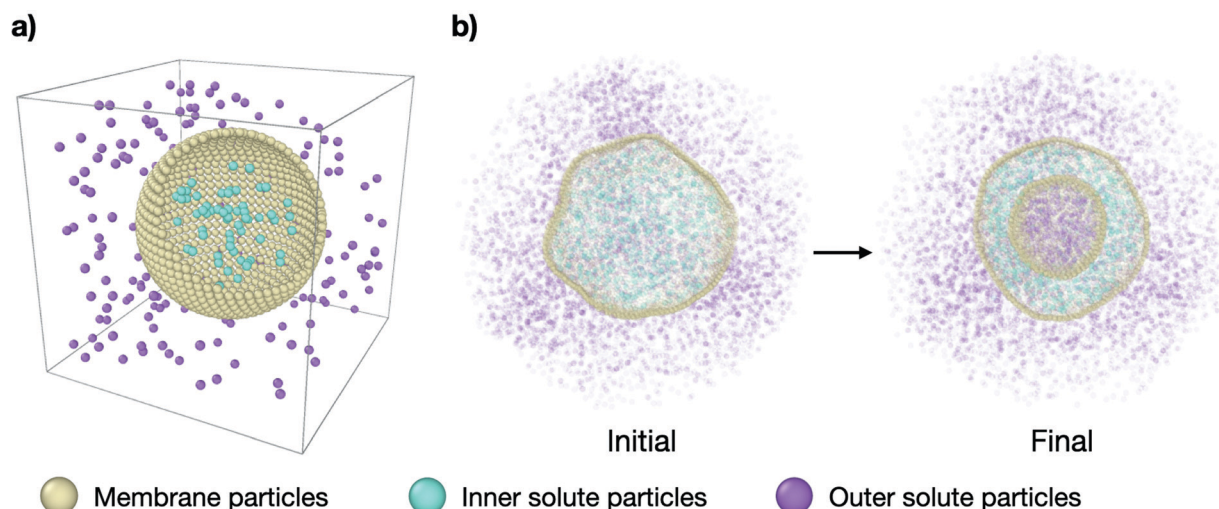 a)
b)
Initial
Final
Membrane particles
Inner solute particles
Outer solute particles